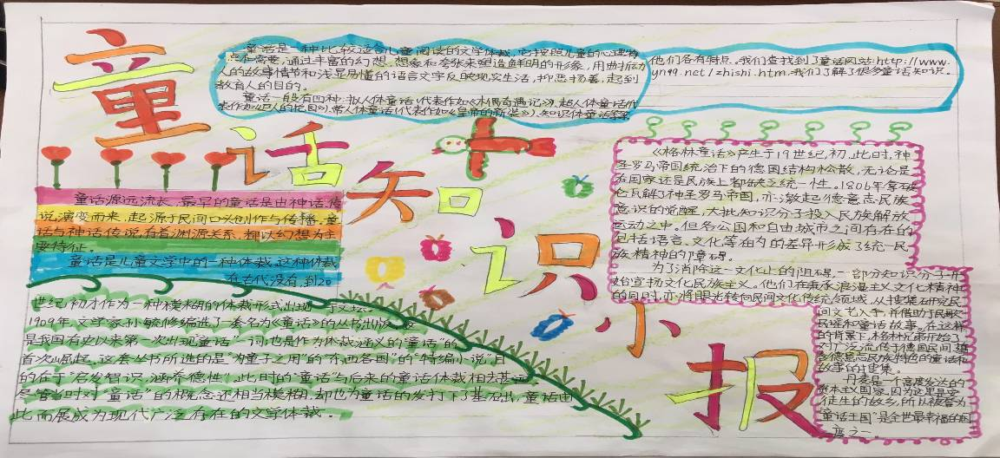 童话知识小报
童话是一种比较适合儿童阅读的文学体裁,它按照儿童的心理特
点和需要,通过丰富的幻想、想象和夸张来塑造鲜明的形象,用曲折动
人的故事情节和浅显易懂的语言文字反映现实生活,抑恶扬善,起到
教育人的目的。
童话一般有四种:拟人体童话(代表作如《木偶奇遇记》),超人体童话(代
表作如《巨人的花园》),常人体童话(代表作如《皇帝的新装》),知识体童话等等
他们各有特点。我们查找到了童话网站:http://www.
yn99.net/zhishi.htm,我们了解了很多童话知识。
童话源远流长,最早的童话是由神话、传
说演变而来,起源于民间口头创作与传播。童
话与神话、传说有着渊源关系,都以幻想为主
要特征。
童话是儿童文学中的一种体裁。这种体裁
在古代没有,到20
世纪初才作为一种模糊的体裁形式出现于文坛。
1909年,文学家孙毓修编选了一套名为《童话》的丛书出版,这
是我国有史以来第一次出现"童话"一词,也是作为体裁涵义的"童话"的
首次崛起。这套丛书所选的是"为童子之用"的"东西各国"的"特编小说"目
的在于"启发智识,涵养德性",此时的"童话"与后来的童话体裁相去甚远。
尽管当时对"童话"的概念还相当模糊,却也为童话的发打下了基石出,童话由
此而展成为现代广泛存在的文学体裁。
《格林童话》产生于19世纪初,此时,神
圣罗马帝国统治下的德国结构松散,无论是
在国家还是民族上都缺乏统一性。1806年拿破
仑瓦解了神圣罗马帝国,亦激起德意志民族
意识的觉醒,大批知识分子投入民族解放
运动之中。但各公国和自由城市之间有存在的
包括语言、文化等在内的差异形成了统一民
族精神的障碍。
为了消除这一文化上的阻碍,一部分知识分子开
始宣扬文化民族主义。他们在秉承浪漫主义文化精神
的同时,亦将眼光转向民间文化传统领域,从搜集研究民
间文艺入手,并借助于民歌、
民谣和童话故事。在这样
的背景下,格林兄弟开始了
对广泛流传于德国民间,
德意志民族特色的童话和
故事的搜集。
丹麦是一个高度发达的
资本主义国家,因为这里是安
徒生的故乡,所以被誉为
"童话王国"是全世最幸福的国
度之一。